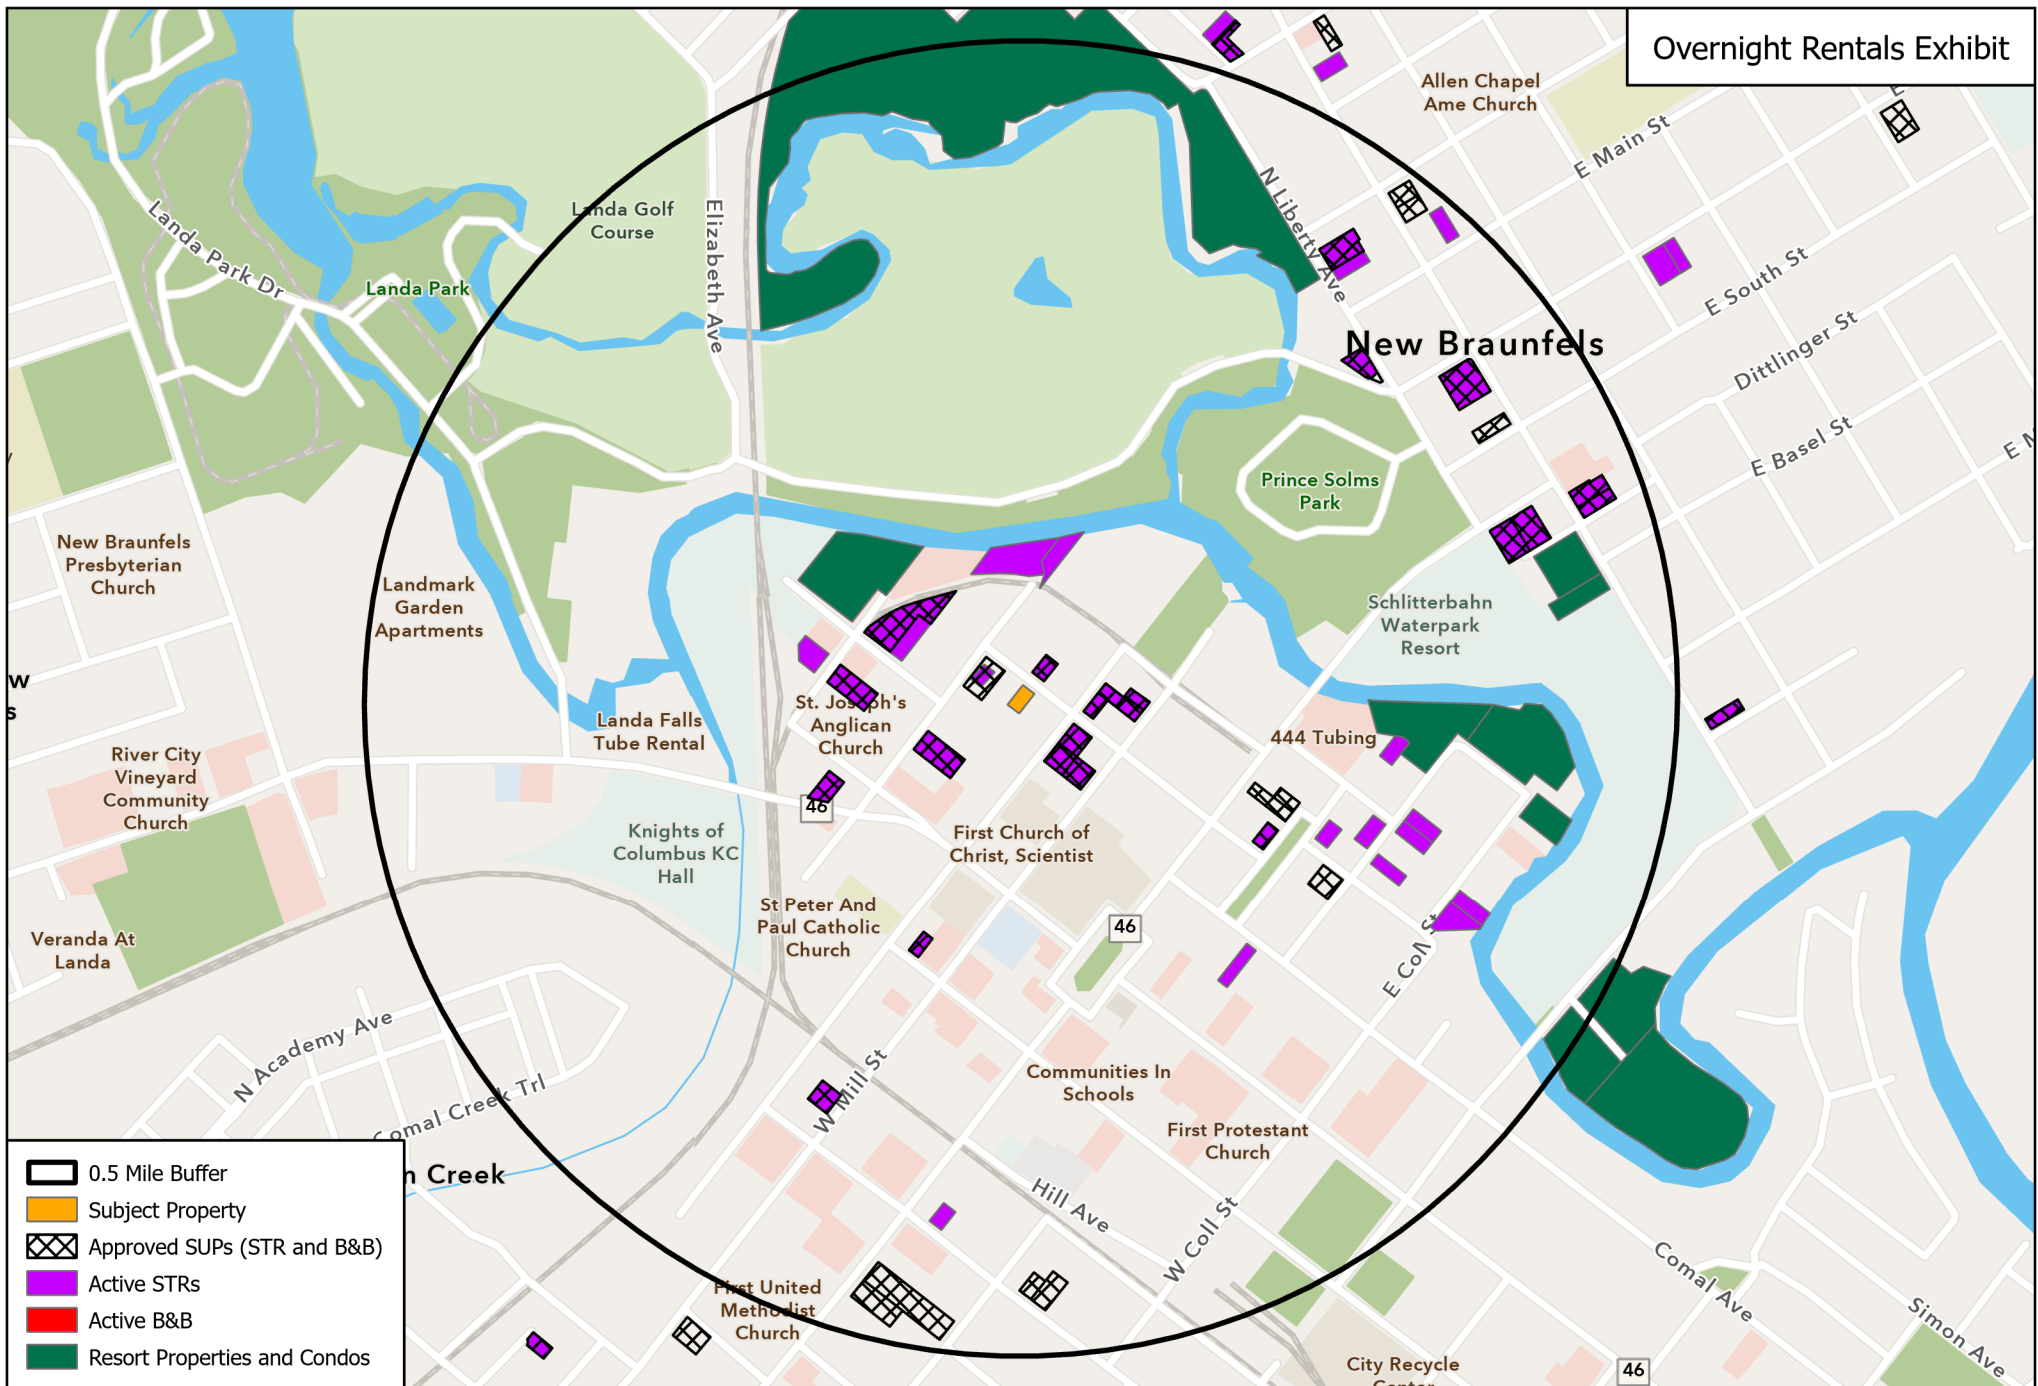 Overnight Rentals Exhibit
Allen Chapel
Ame Church
E Main St
N Liberty Ave
Landa Golf
Course
Elizabeth Ave
Landa Park Dr
Landa Park
E South St
New Braunfels
Dittlinger St
E Basel St
Prince Solms
Park
New Braunfels
Presbyterian
Church
Landmark
Garden
Apartments
Schlitterbahn
Waterpark
Resort
w
s
St. Joseph's
Anglican
Church
Landa Falls
Tube Rental
444 Tubing
River City
Vineyard
Community
Church
46
Knights of
Columbus KC
Hall
First Church of
Christ, Scientist
St Peter And
Paul Catholic
Church
46
Veranda At
Landa
E Coll St
N Academy Ave
Comal Creek Trl
W Mill St
Communities In
Schools
First Protestant
Church
n Creek
Hill Ave
W Coll St
First United
Methodist
Church
Comal Ave
Simon Ave
City Recycle
Center
46
0.5 Mile Buffer
Subject Property
Approved SUPs (STR and B&B)
Active STRs
Active B&B
Resort Properties and Condos